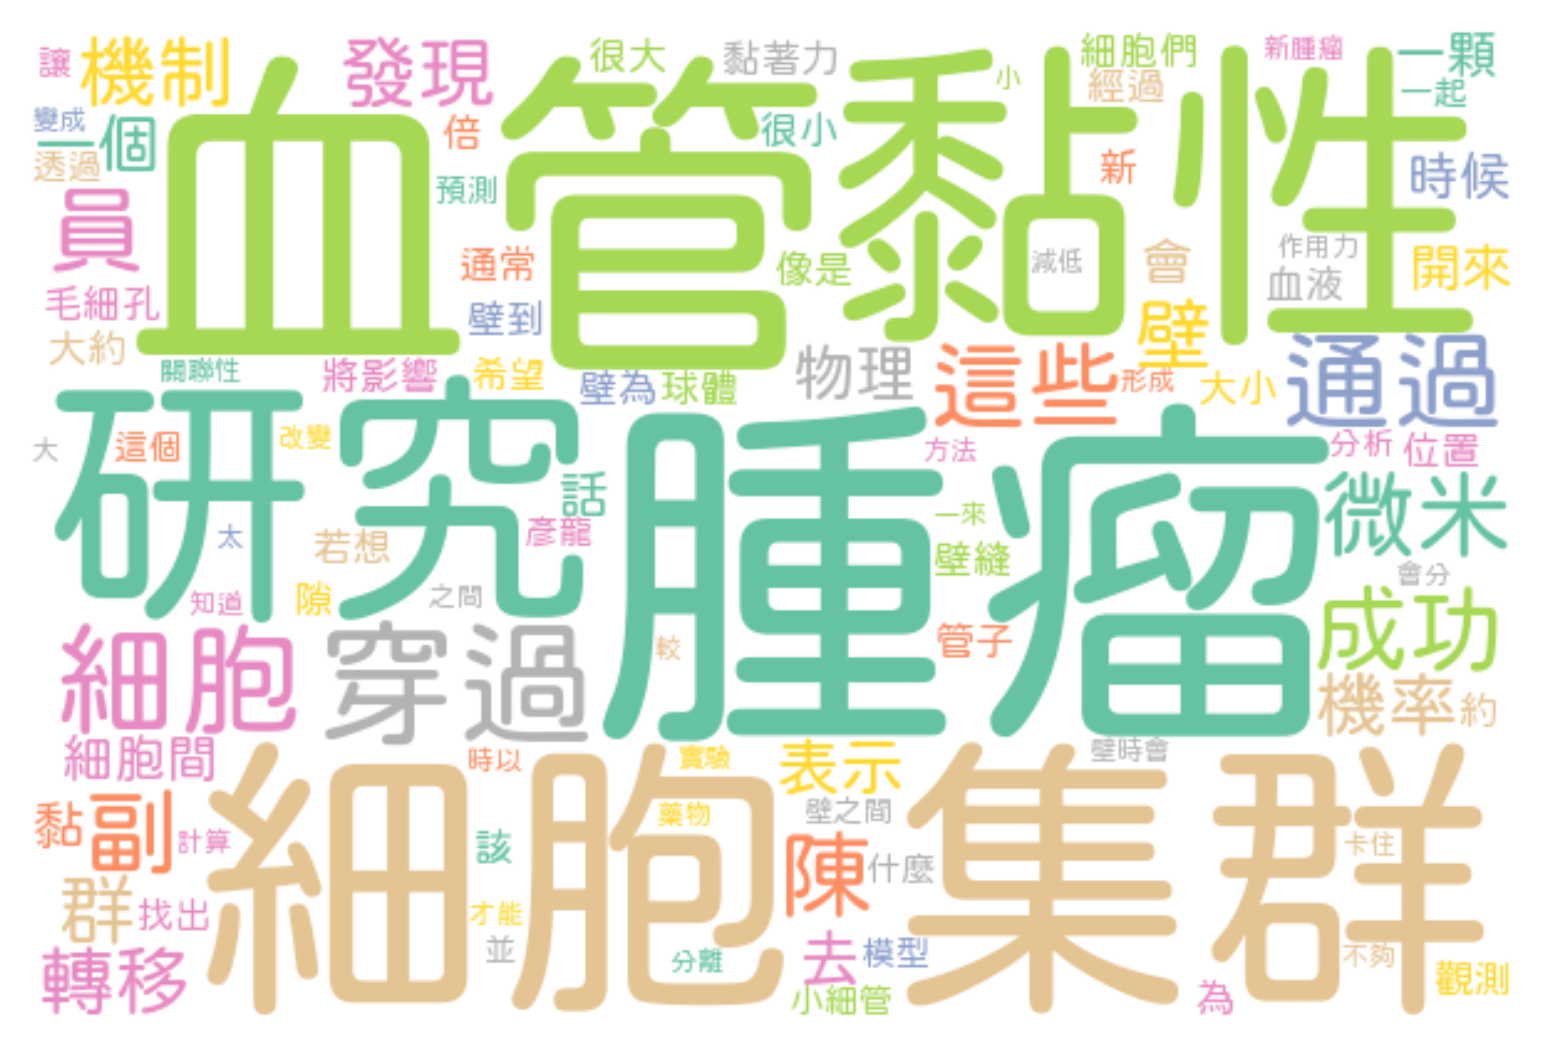 讓
機制
發現
很大
黏著力
小
細胞們
新腫瘤
一顆
變成
一個
倍
血管
很小
黏性
經過
一起
透過
預測
新
時候
員
通常
像是
減低
會
作用力
血液
開來
毛細孔
壁到
壁
大約
關聯性
將影響
希望
壁為
球體
物理
這些
形成
大小
通過
大
這個
改變
研究
話
腫瘤
方法
分析
位置
太
若想
彥龍
一來
壁縫
微米
知道
隙
之間
會分
細胞
穿過
較
管子
成功
機率
約
細胞間
時以
實驗
表示
壁時會
黏
副
計算
細胞集群
該
藥物
壁之間
陳
什麼
卡住
群
找出
才能
並
分離
去
模型
不夠
轉移
小細管
為
觀測